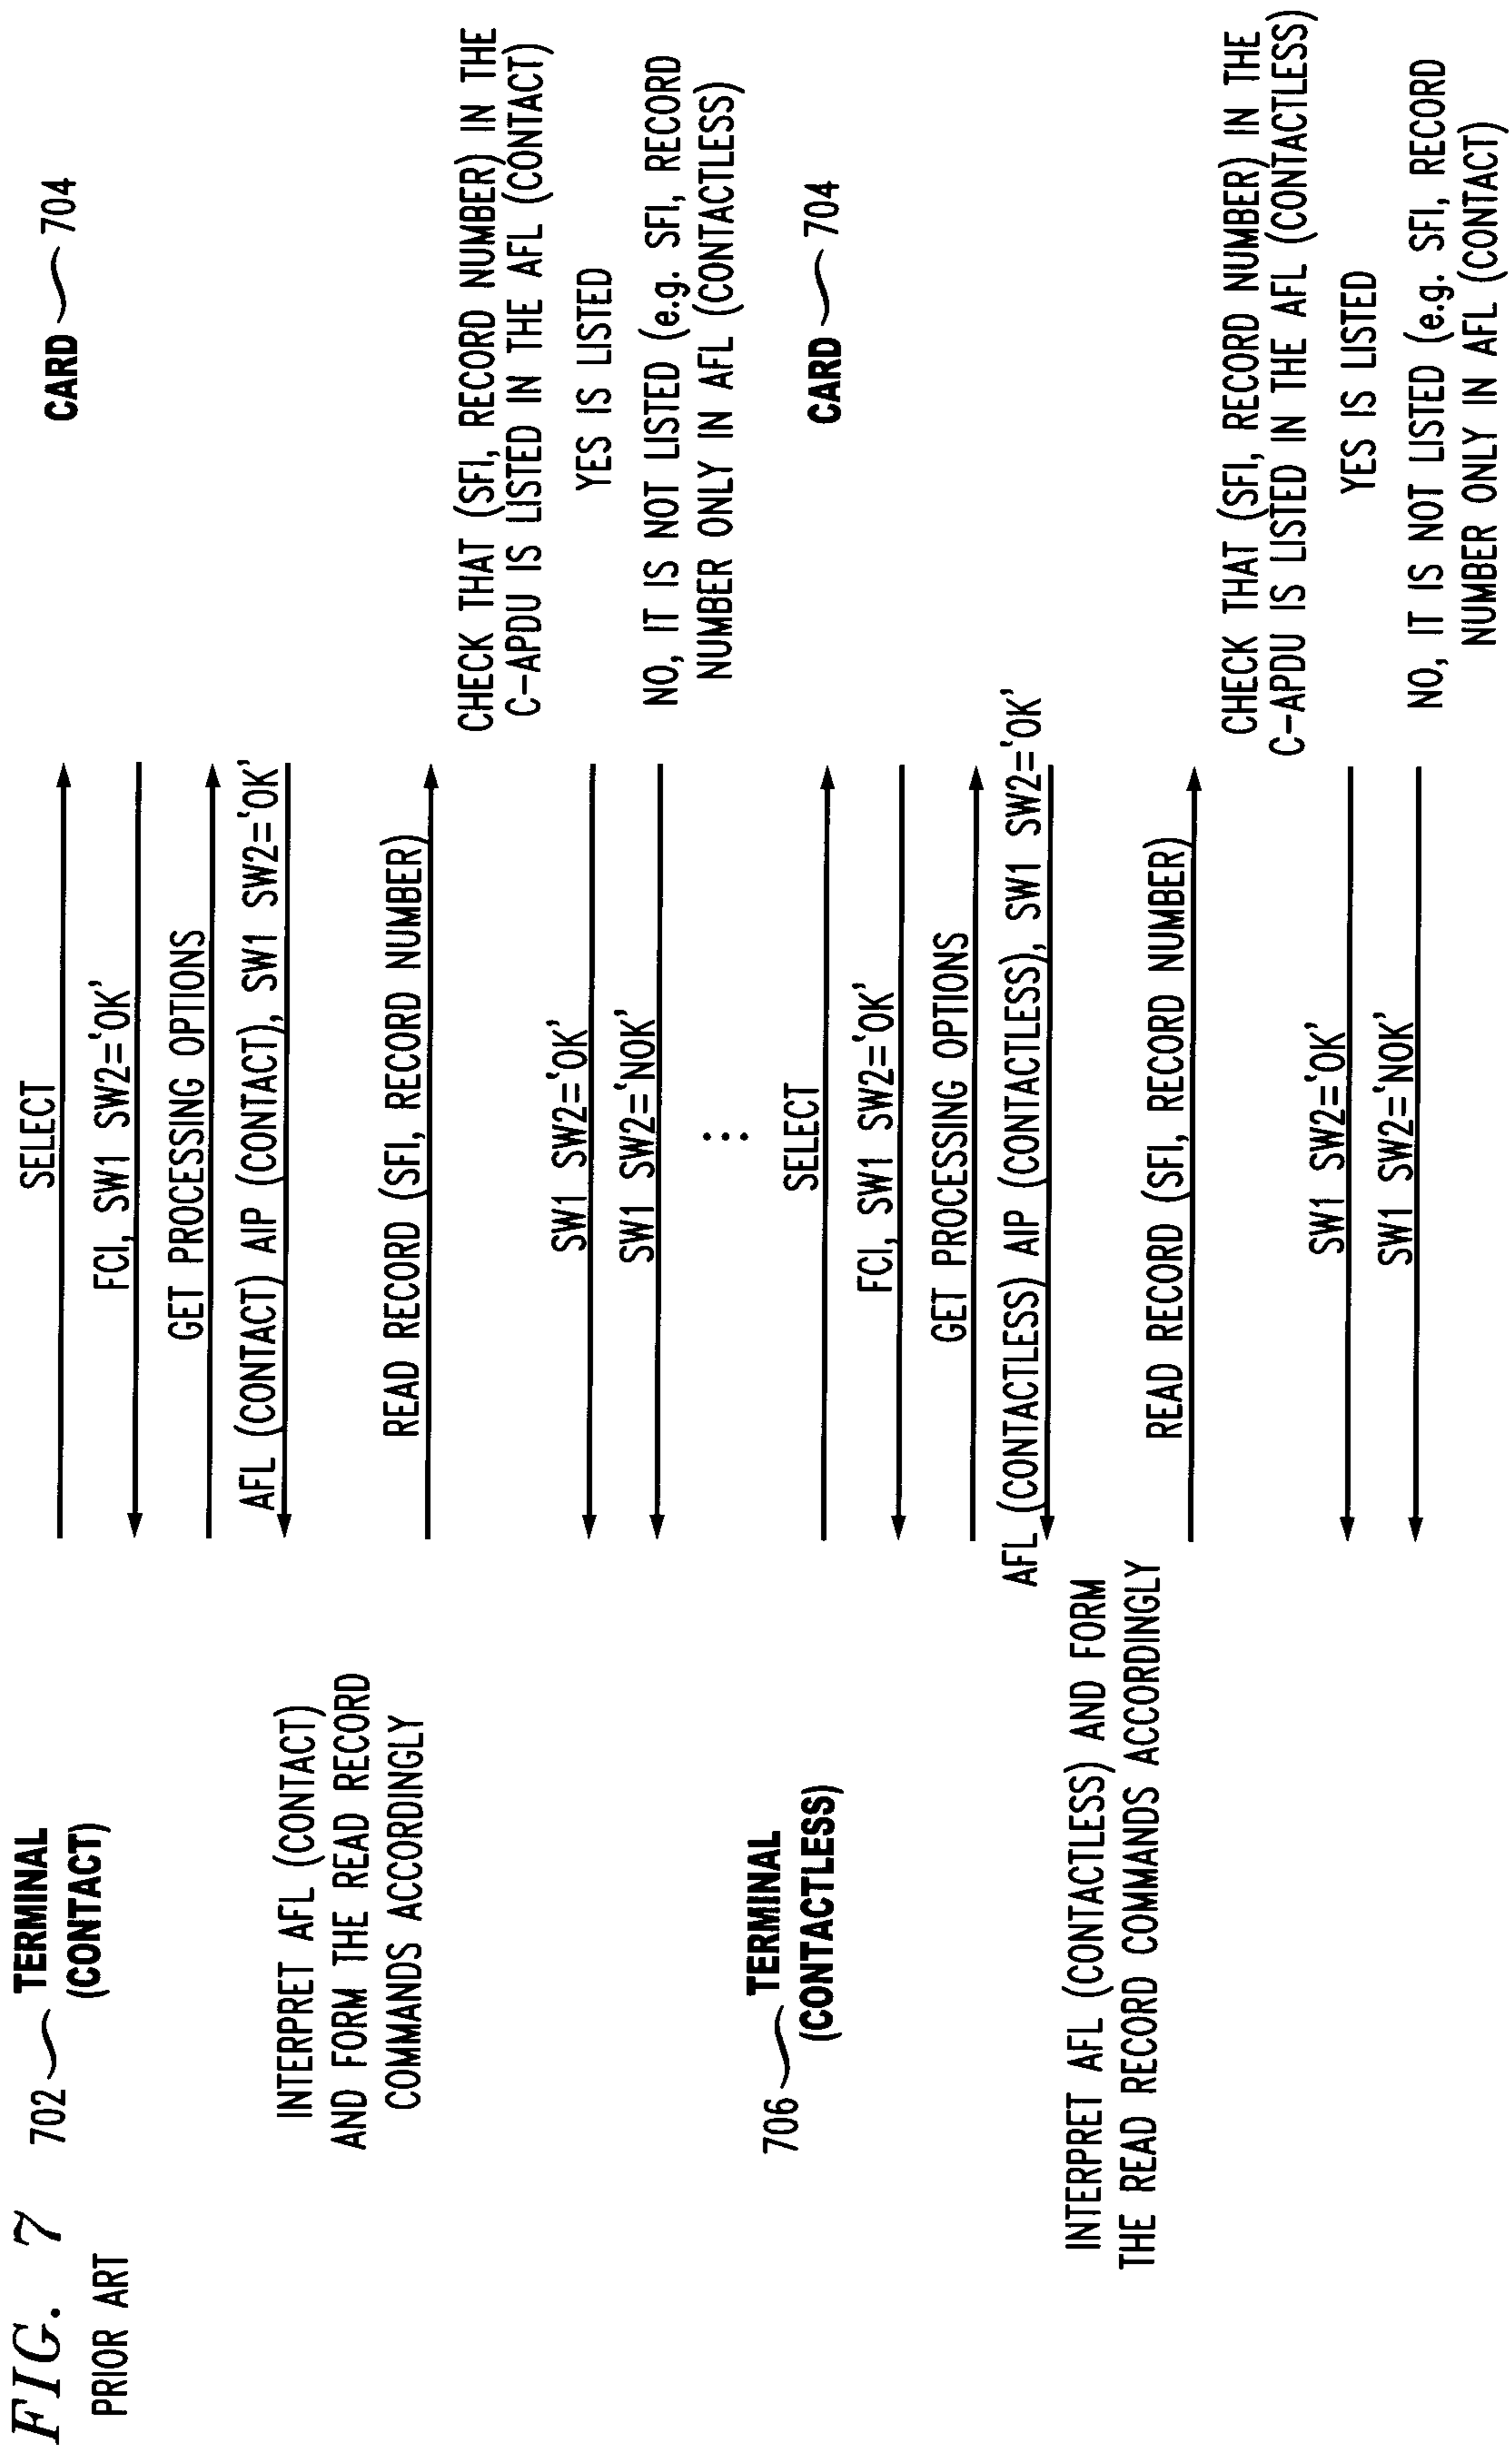 FIG. 7
PRIOR ART
702
TERMINAL
(CONTACT)
CARD
704
SELECT
FCI, SW1 SW2='OK'
GET PROCESSING OPTIONS
AFL (CONTACT) AIP (CONTACT), SW1 SW2='OK'
INTERPRET AFL (CONTACT)
AND FORM THE READ RECORD
COMMANDS ACCORDINGLY
READ RECORD (SFI, RECORD NUMBER)
CHECK THAT (SFI, RECORD NUMBER) IN THE
C-APDU IS LISTED IN THE AFL (CONTACT)
SW1 SW2='OK'
YES IS LISTED
SW1 SW2='NOK'
NO, IT IS NOT LISTED (e.g. SFI, RECORD
NUMBER ONLY IN AFL (CONTACTLESS)
706
TERMINAL
(CONTACTLESS)
CARD
704
SELECT
FCI, SW1 SW2='OK'
GET PROCESSING OPTIONS
AFL (CONTACTLESS) AIP (CONTACTLESS), SW1 SW2='OK'
INTERPRET AFL (CONTACTLESS) AND FORM
THE READ RECORD COMMANDS ACCORDINGLY
READ RECORD (SFI, RECORD NUMBER)
CHECK THAT (SFI, RECORD NUMBER) IN THE
C-APDU IS LISTED IN THE AFL (CONTACTLESS)
SW1 SW2='OK'
YES IS LISTED
SW1 SW2='NOK'
NO, IT IS NOT LISTED (e.g. SFI, RECORD
NUMBER ONLY IN AFL (CONTACT)